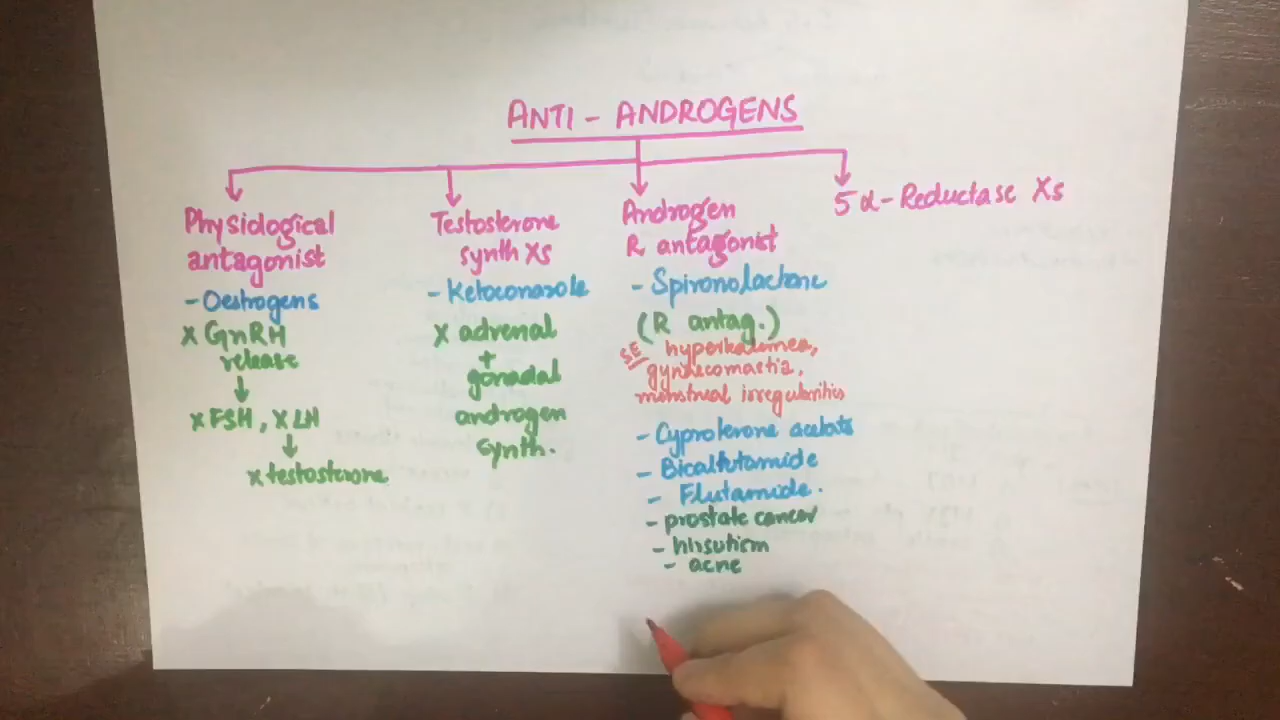 ANTI - ANDROGENS
Physiological
antagonist
- Oestrogens
x GnRH
release
↓
x FSH, x LH
↓
x testosterone
Testosterone
synth Xs
- Ketoconazole
x adrenal
+
gonadal
androgen
synth.
Androgen
R antagonist
- Spironolactone
(R antag.)
SE hyperkalemea,
gynaecomastia,
menstrual irregularities
- Cyproterone acetate
- Bicalutamide
- Flutamide.
- prostate cancer
- hirsutism
- acne
5 α - Reductase Xs